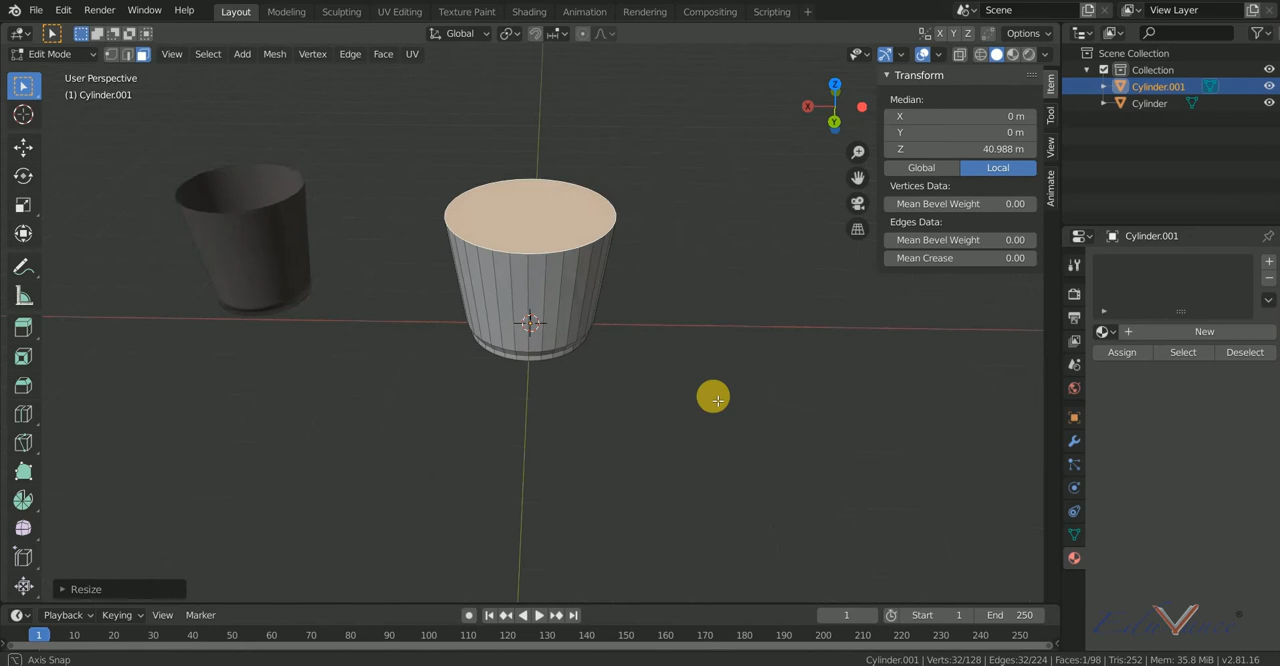 File Edit Render Window Help Layout Modeling Sculpting UV Editing Texture Paint Shading Animation Rendering Compositing Scripting + Scene View Layer
Global X Y Z Options
Edit Mode View Select Add Mesh Vertex Edge Face UV
User Perspective
(1) Cylinder.001
Transform
Median:
X 0 m
Y 0 m
Z 40.988 m
Global Local
Vertices Data:
Mean Bevel Weight 0.00
Edges Data:
Mean Bevel Weight 0.00
Mean Crease 0.00
Item
Tool
View
Animate
X
Y
Z
Scene Collection
Collection
Cylinder.001
Cylinder
Cylinder.001
New
Assign Select Deselect
Resize
Playback Keying View Marker 1 Start 1 End 250
1 10 20 30 40 50 60 70 80 90 100 110 120 130 140 150 160 170 180 190 200 210 220 230 240 250
Axis Snap
Cylinder.001 | Verts:32/128 | Edges:32/224 | Faces:1/98 | Tris:252 | Mem: 35.8 MiB | v2.81.16